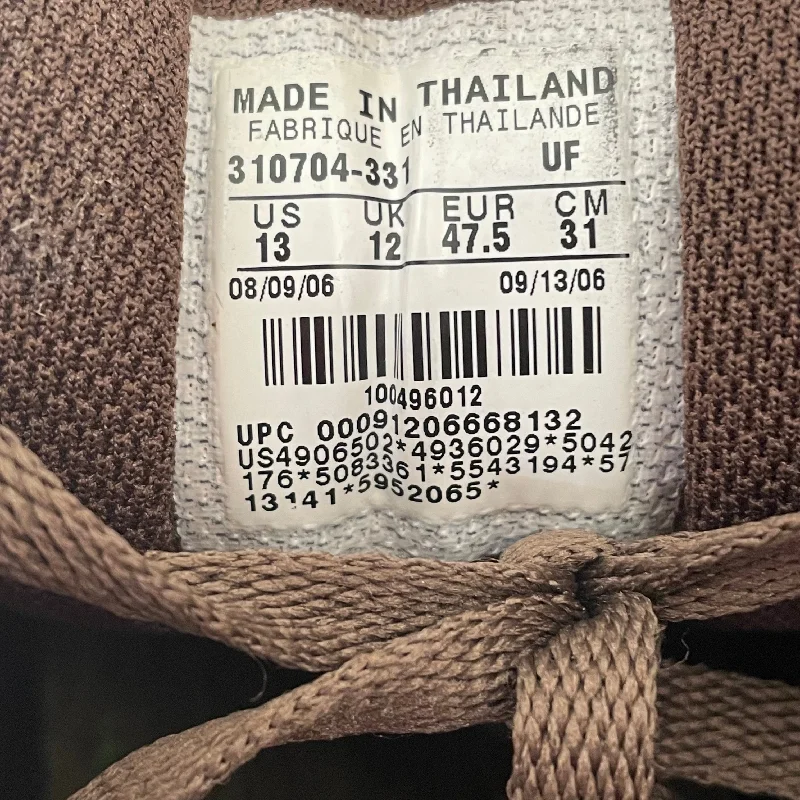 MADE IN THAILAND
FABRIQUE EN THAILANDE
310704-331 UF
US UK EUR CM
13 12 47.5 31
08/09/06 09/13/06
100496012
UPC 00091206668132
US4906502*4936029*5042
176*5083361*5543194*57
13141*5952065*